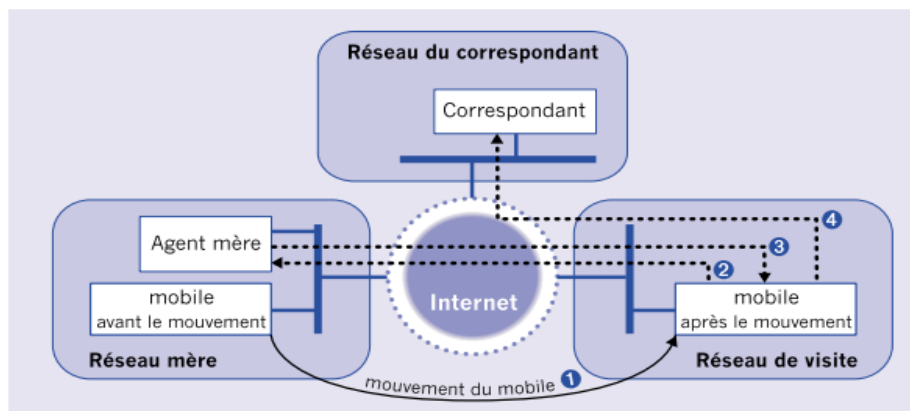 Réseau du correspondant
Correspondant
Agent mère
mobile
avant le mouvement
Réseau mère
Internet
4
3
2
mobile
après le mouvement
Réseau de visite
mouvement du mobile 1